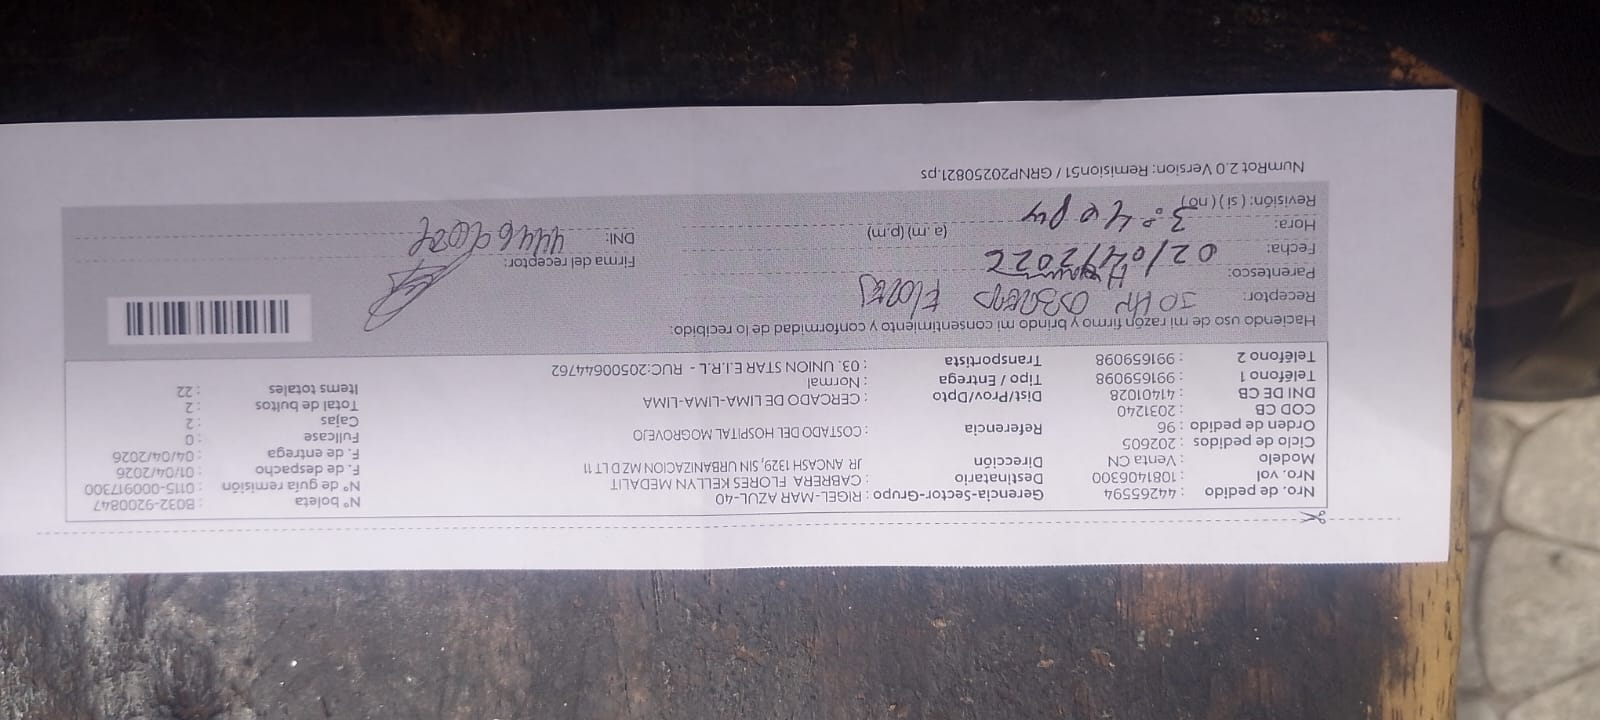 Nro. de pedido : 44265594
Nro. vol : 1081406300
Modelo : Venta CN
Ciclo de pedidos : 202605
Orden de pedido : 96
COD CB : 2031240
DNI DE CB : 41401028
Teléfono 1 : 991659098
Teléfono 2 : 991659098
Gerencia-Sector-Grupo : RIGEL-MAR AZUL-40
Destinatario : CABRERA FLORES KELLYN MEDALIT
Dirección : JR ANCASH 1329, SIN URBANIZACION MZ D LT 11
Referencia : COSTADO DEL HOSPITAL MOGROVEJO
Dist/Prov/Dpto : CERCADO DE LIMA-LIMA-LIMA
Tipo / Entrega : Normal
Transportista : 03. UNION STAR E.I.R.L - RUC:20500644762
N° boleta : B032-9200847
N° de guía remisión : 0115-000917300
F. de despacho : 01/04/2026
F. de entrega : 04/04/2026
Fullcase : 0
Cajas : 2
Total de bultos : 2
Items totales : 22
Haciendo uso de mi razón firmo y brindo mi consentimiento y conformidad de lo recibido:
Receptor: Flores
Parentesco:
Fecha: 02/04/2026
Hora: 3:40 pm (a. m) (p.m)
Revisión: ( si ) ( no )
Firma del receptor:
DNI:
NumRot 2.0 Version: Remision51 / GRNP20250821.ps